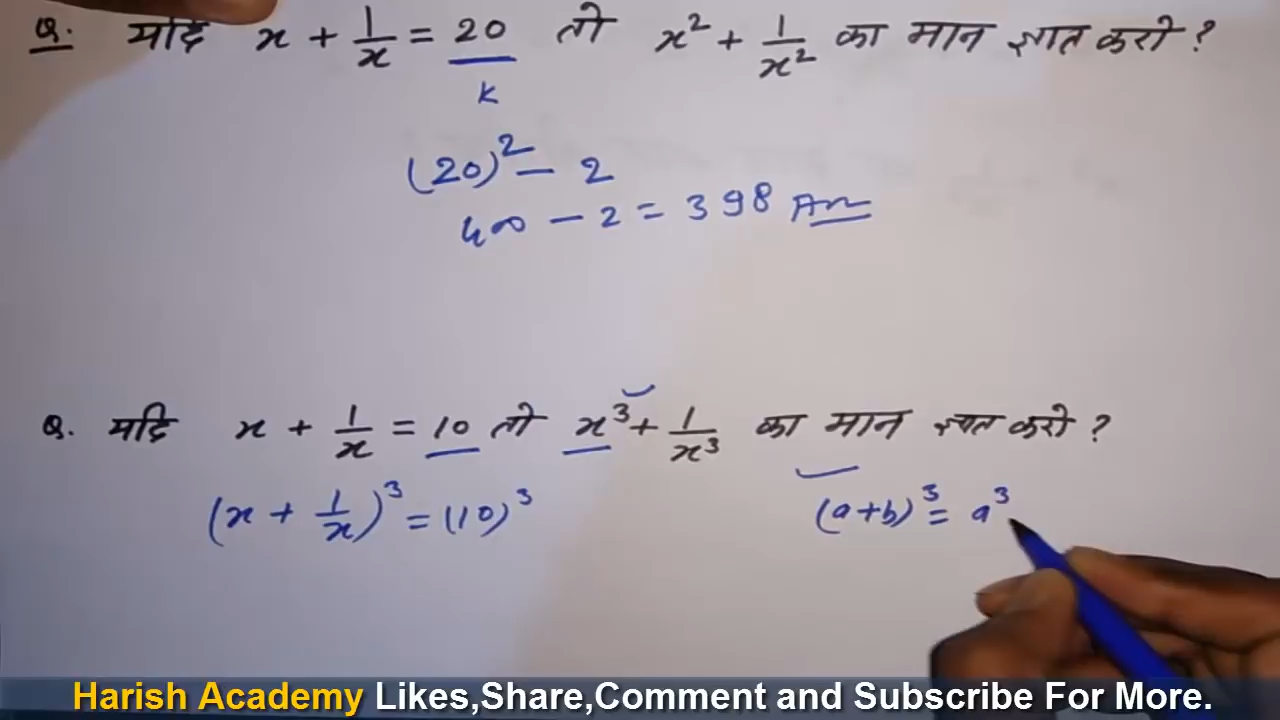 Q. यदि x + 1/x = 20 तो x² + 1/x² का मान ज्ञात करो ?
K
(20)² - 2
400 - 2 = 398 Ans
Q. यदि x + 1/x = 10 तो x³ + 1/x³ का मान ज्ञात करो ?
(x + 1/x)³ = (10)³ (a+b)³ = a³
Harish Academy Likes,Share,Comment and Subscribe For More.